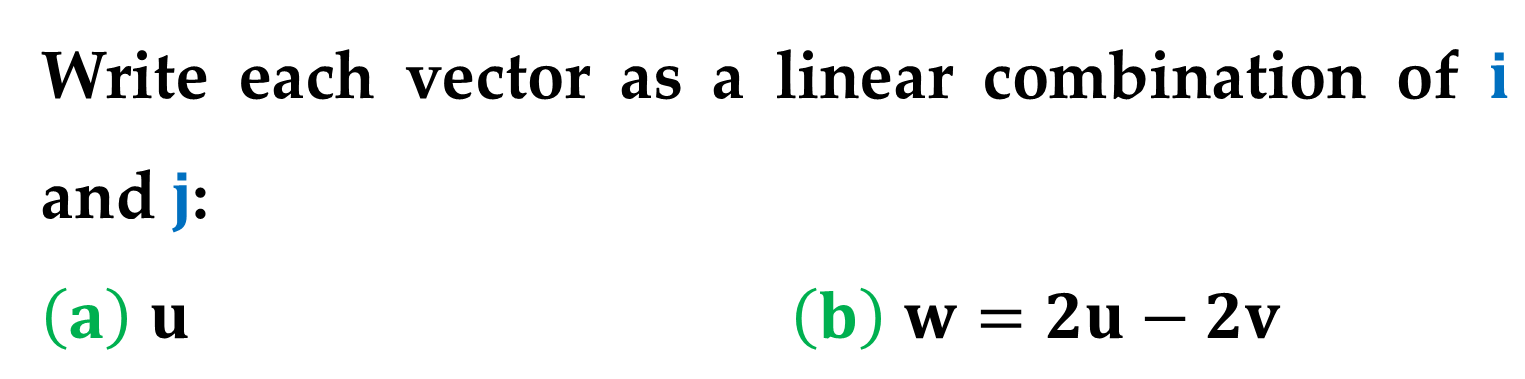 Write each vector as a linear combination of i
and j:
(a) u (b) w = 2u − 2v